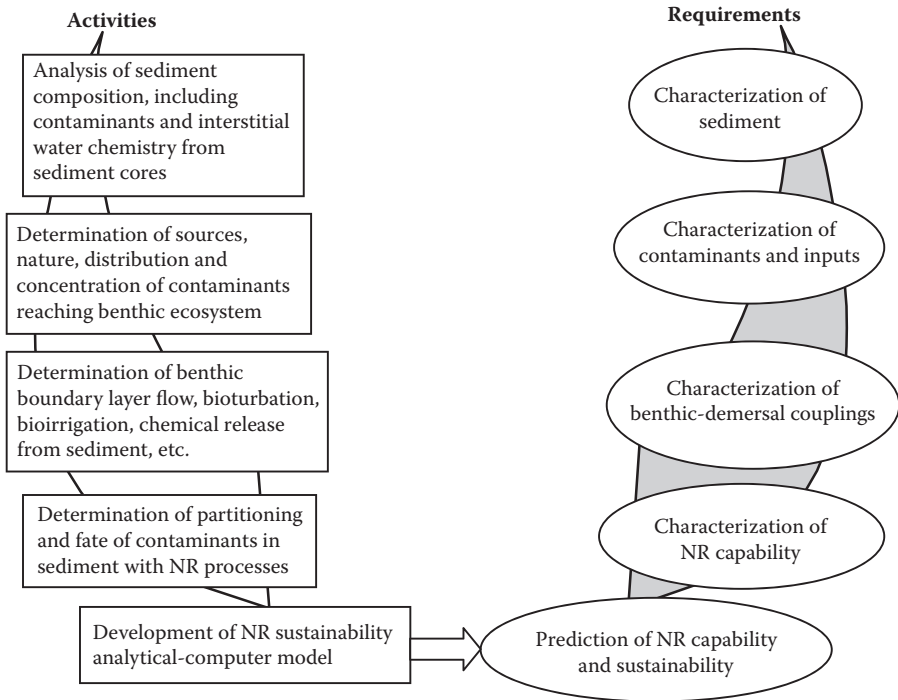 Activities
Analysis of sediment
composition, including
contaminants and interstitial
water chemistry from
sediment cores
Determination of sources,
nature, distribution and
concentration of contaminants
reaching benthic ecosystem
Determination of benthic
boundary layer flow, bioturbation,
bioirrigation, chemical release
from sediment, etc.
Determination of partitioning
and fate of contaminants in
sediment with NR processes
Development of NR sustainability
analytical-computer model
Requirements
Characterization of
sediment
Characterization of
contaminants and inputs
Characterization of
benthic-demersal couplings
Characterization of
NR capability
Prediction of NR capability
and sustainability